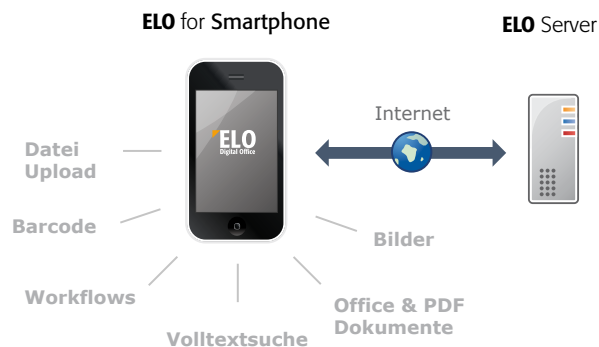 ELO for Smartphone
ELO Server
Internet
ELO
Digital Office
Datei
Upload
Barcode
Workflows
Volltextsuche
Office & PDF
Dokumente
Bilder